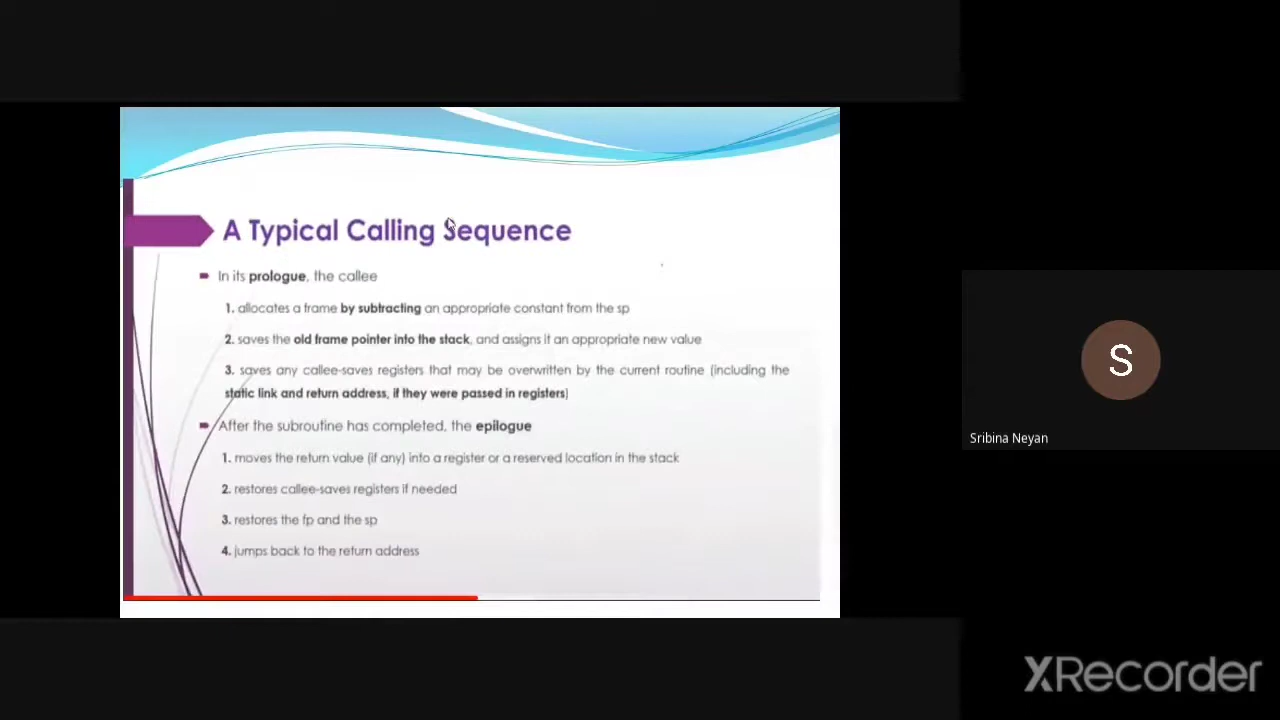 A Typical Calling Sequence
In its prologue, the callee
1. allocates a frame by subtracting an appropriate constant from the sp
2. saves the old frame pointer into the stack, and assigns it an appropriate new value
3. saves any callee-saves registers that may be overwritten by the current routine (including the
static link and return address, if they were passed in registers)
After the subroutine has completed, the epilogue
1. moves the return value (if any) into a register or a reserved location in the stack
2. restores callee-saves registers if needed
3. restores the fp and the sp
4. jumps back to the return address
S
Sribina Neyan
XRecorder